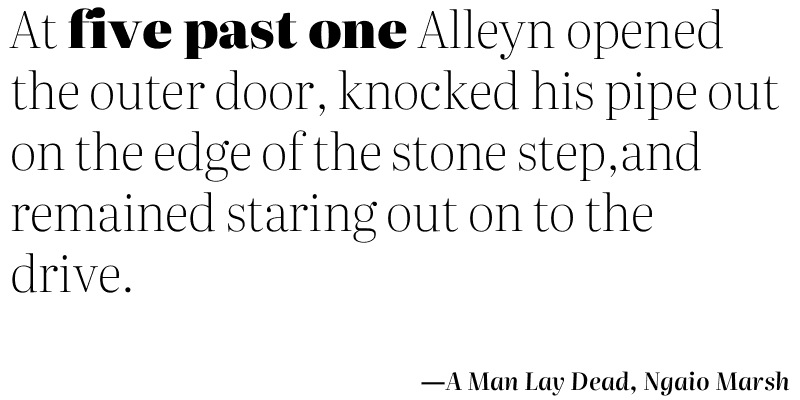 At five past one Alleyn opened
the outer door, knocked his pipe out
on the edge of the stone step,and
remained staring out on to the
drive.
—A Man Lay Dead, Ngaio Marsh